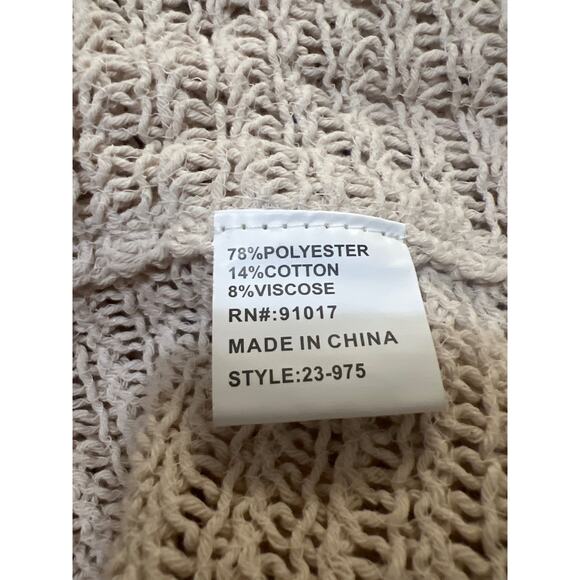 78%POLYESTER
14%COTTON
8%VISCOSE
RN#:91017
MADE IN CHINA
STYLE:23-975